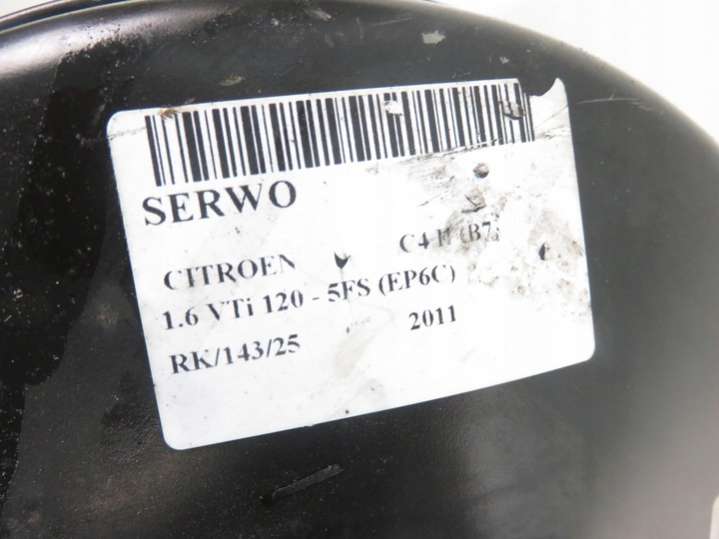 SERWO
CITROEN C4 II (B7)
1.6 VTi 120 - 5FS (EP6C)
RK/143/25 2011